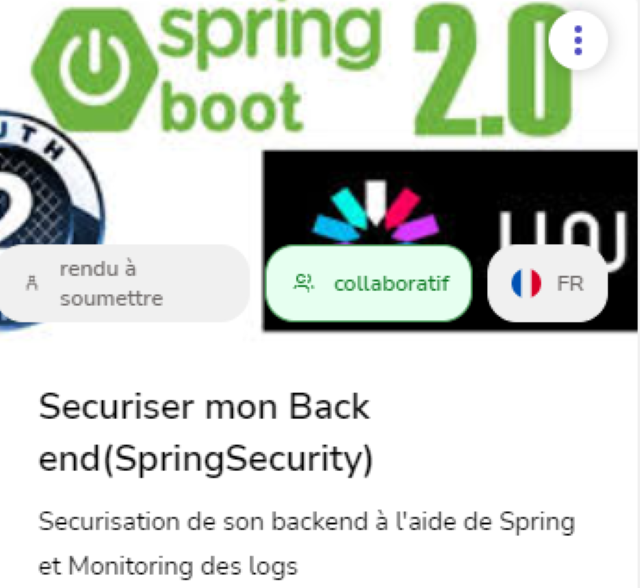 spring
boot 2.0
UTH
2
rendu à
soumettre
collaboratif
FR
Securiser mon Back
end(SpringSecurity)
Securisation de son backend à l'aide de Spring
et Monitoring des logs